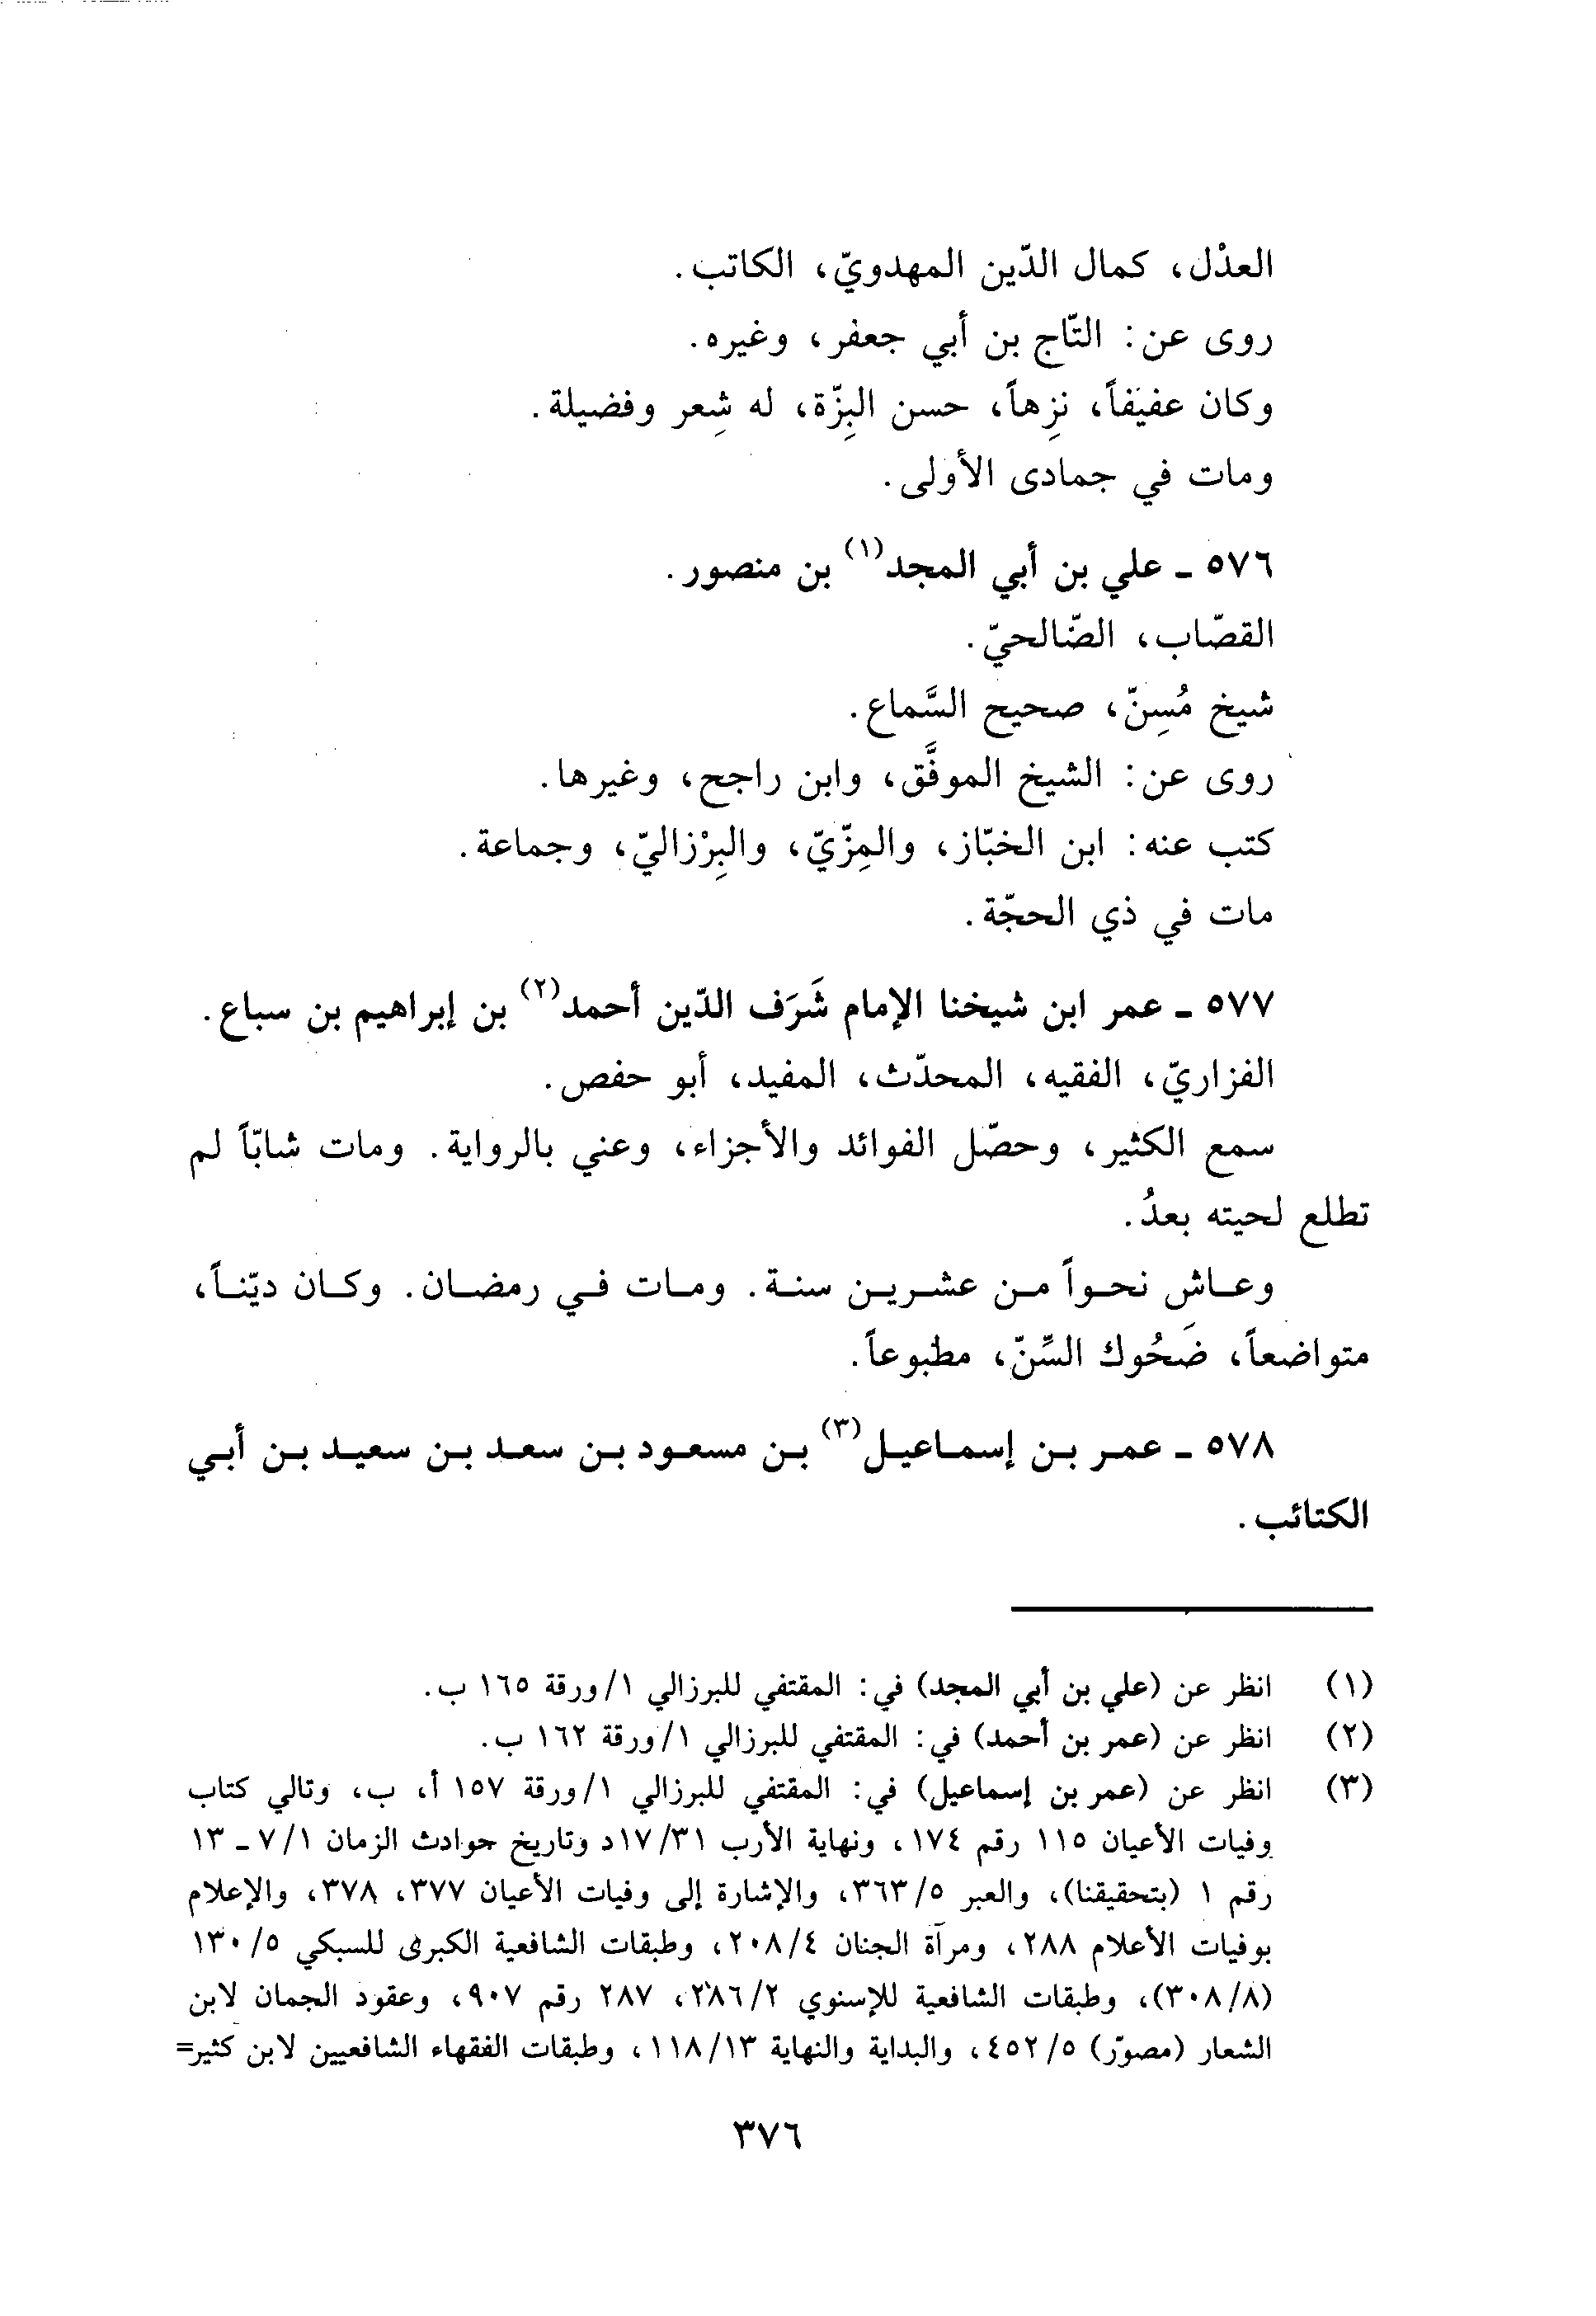 العدْل، كمال الدّين المهدويّ، الكاتب.
روى عن: التّاج بن أبي جعفر، وغيره.
وكان عفيفاً، نزِهاً، حسن البِزّة، له شِعر وفضيلة.
ومات في جمادى الأولى.
٥٧٦ - علي بن أبي المجد(١) بن منصور.
القصّاب، الضّالحيّ.
شيخ مُسِنّ، صحيح السَّماع.
روى عن: الشيخ الموفَّق، وابن راجح، وغيرها.
كتب عنه: ابن الخبّاز، والمِزّيّ، والبِرْزاليّ، وجماعة.
مات في ذي الحجّة.
٥٧٧ - عمر ابن شيخنا الإمام شَرَف الدّين أحمد(٢) بن إبراهيم بن سباع.
الفزاريّ، الفقيه، المحدّث، المفيد، أبو حفص.
سمع الكثير، وحصّل الفوائد والأجزاء، وعني بالرواية. ومات شابّاً لم
تطلع لحيته بعدُ.
وعاش نحواً من عشرين سنة. ومات في رمضان. وكان ديّناً،
متواضعاً، ضَحُوك السِّنّ، مطبوعاً.
٥٧٨ - عمر بن إسماعيل(٣) بن مسعود بن سعد بن سعيد بن أبي
الكتائب.
(١) انظر عن (علي بن أبي المجد) في: المقتفي للبرزالي ١/ورقة ١٦٥ ب.
(٢) انظر عن (عمر بن أحمد) في: المقتفي للبرزالي ١/ورقة ١٦٢ ب.
(٣) انظر عن (عمر بن إسماعيل) في: المقتفي للبرزالي ١/ورقة ١٥٧ أ، ب، وتالي كتاب
وفيات الأعيان ١١٥ رقم ١٧٤، ونهاية الأرب ١٧/٣١د وتاريخ حوادث الزمان ٧/١ - ١٣
رقم ١ (بتحقيقنا)، والعبر ٣٦٣/٥، والإشارة إلى وفيات الأعيان ٣٧٧، ٣٧٨، والإعلام
بوفيات الأعلام ٢٨٨، ومرآة الجنان ٢٠٨/٤، وطبقات الشافعية الكبرى للسبكي ١٣٠/٥
(٣٠٨/٨)، وطبقات الشافعية للإسنوي ٢٨٦/٢، ٢٨٧ رقم ٩٠٧، وعقود الجمان لابن
الشعار (مصوّر) ٤٥٢/٥، والبداية والنهاية ١١٨/١٣، وطبقات الفقهاء الشافعيين لابن كثير=
٣٧٦